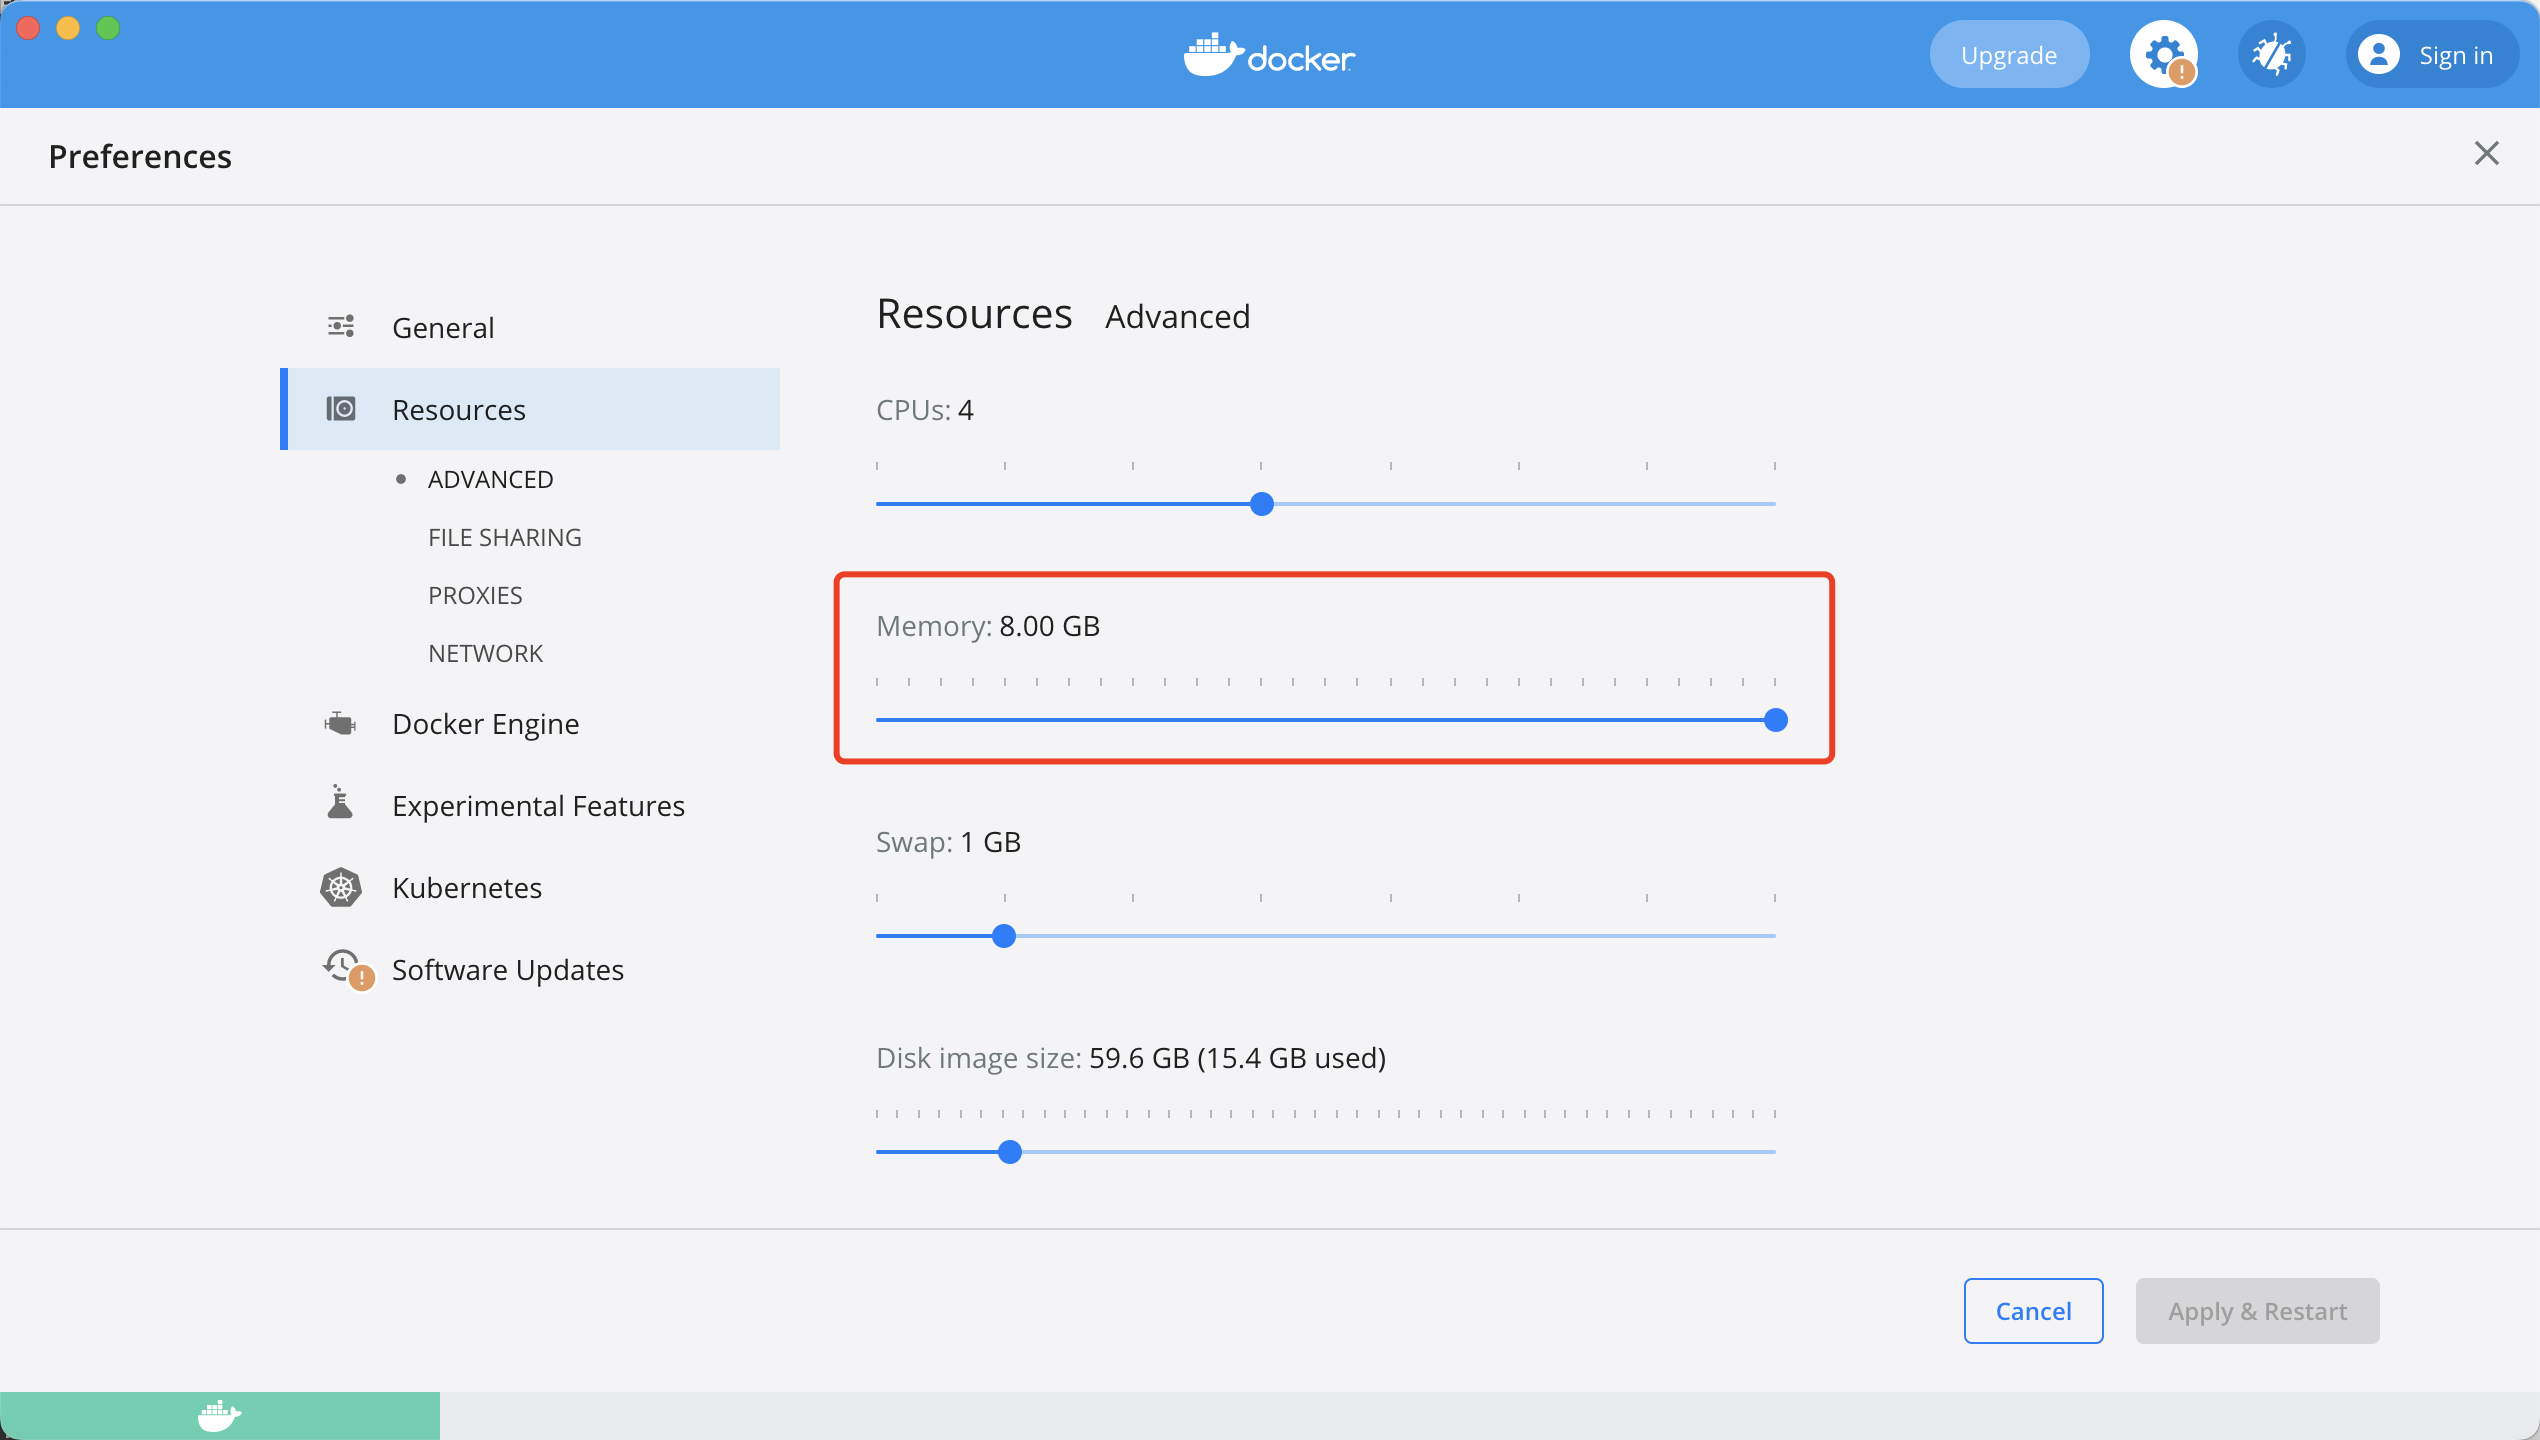 docker
Upgrade
Sign in
Preferences
General
Resources
ADVANCED
FILE SHARING
PROXIES
NETWORK
Docker Engine
Experimental Features
Kubernetes
Software Updates
Resources Advanced
CPUs: 4
Memory: 8.00 GB
Swap: 1 GB
Disk image size: 59.6 GB (15.4 GB used)
Cancel
Apply & Restart